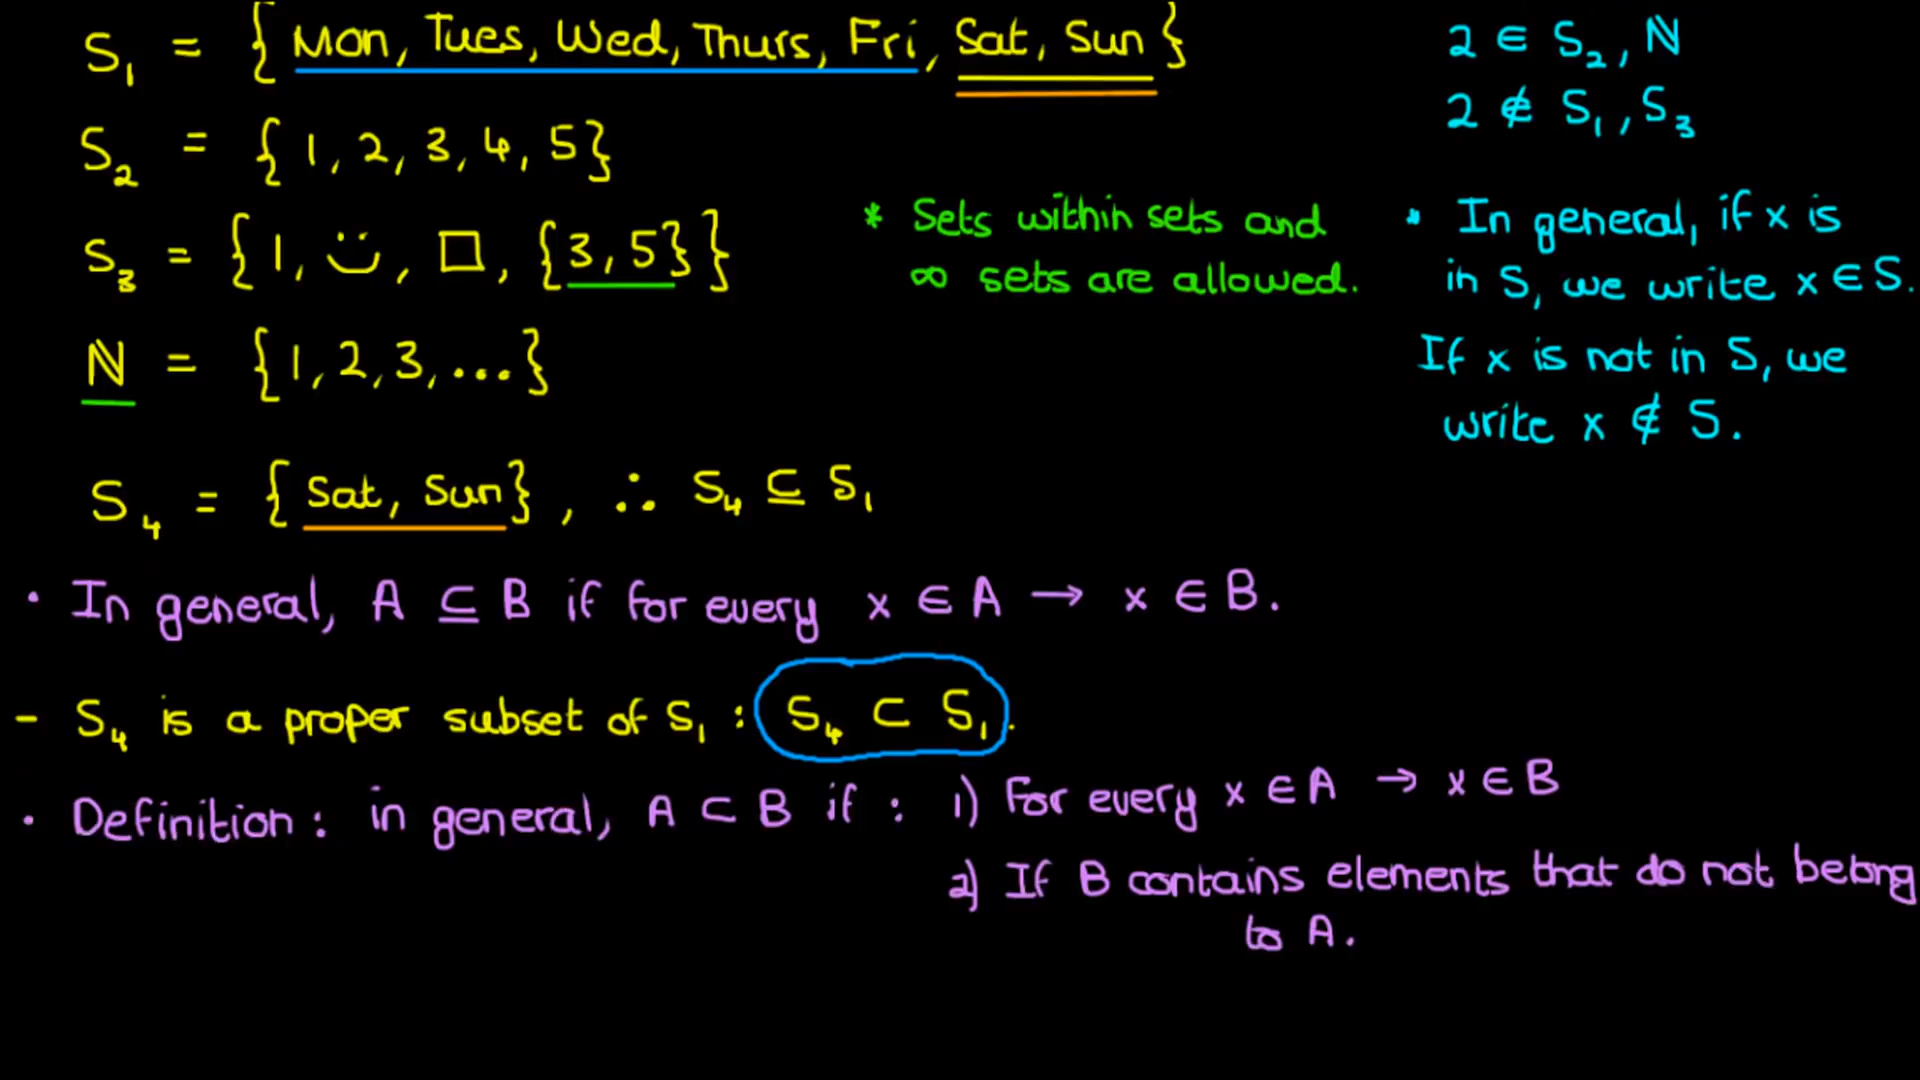 S₁ = { Mon, Tues, Wed, Thurs, Fri, Sat, Sun }
S₂ = { 1, 2, 3, 4, 5 }
S₃ = { 1, ☺, □, {3, 5} }
ℕ = { 1, 2, 3, ... }
* Sets within sets and
∞ sets are allowed.
2 ∈ S₂, ℕ
2 ∉ S₁, S₃
• In general, if x is
in S, we write x ∈ S.
If x is not in S, we
write x ∉ S.
S₄ = { Sat, Sun }, ∴ S₄ ⊆ S₁
• In general, A ⊆ B if for every x ∈ A → x ∈ B.
- S₄ is a proper subset of S₁ : S₄ ⊂ S₁.
• Definition : in general, A ⊂ B if : 1) For every x ∈ A → x ∈ B
2) If B contains elements that do not belong
to A.